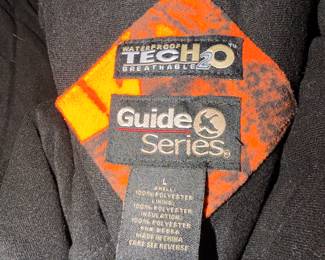 WATERPROOF
TECH2O™
BREATHABLE
Guide
Series®
L
SHELL:
100% POLYESTER
LINING:
100% POLYESTER
INSULATION:
100% POLYESTER
MADE IN CHINA
CARE SEE REVERSE